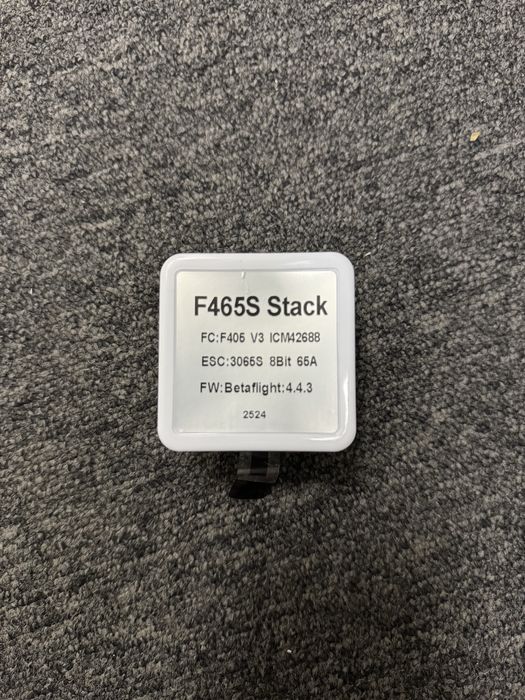 F465S Stack
FC:F405 V3 ICM42688
ESC:3065S 8Bit 65A
FW:Betaflight:4.4.3
2524